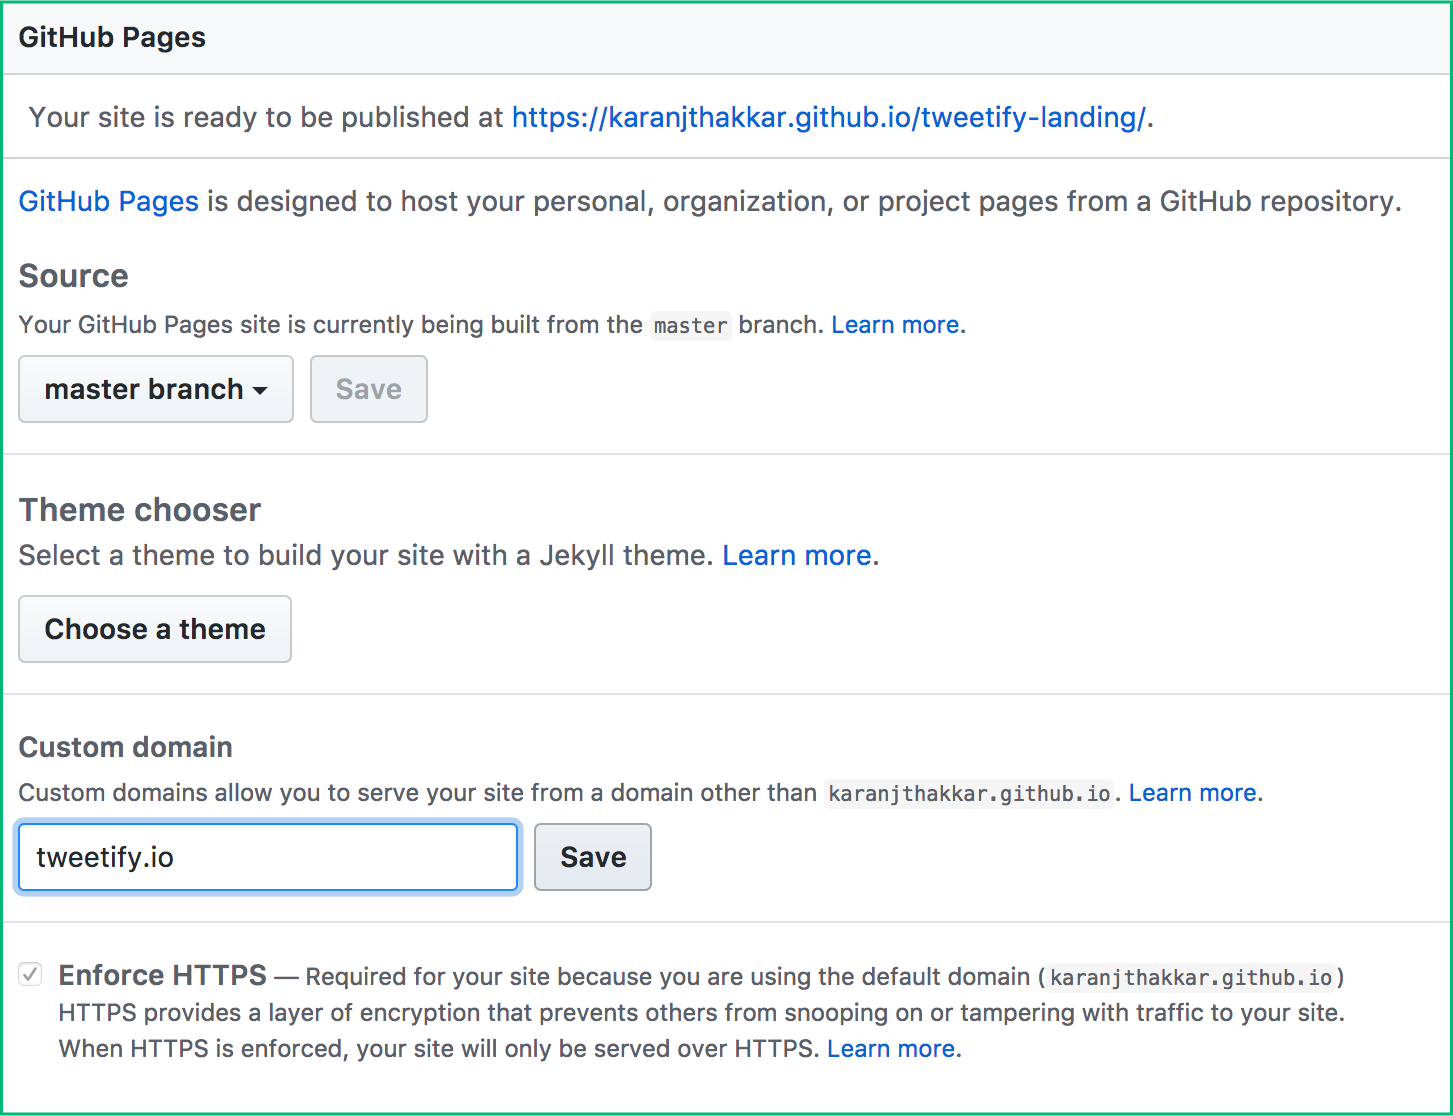 GitHub Pages
Your site is ready to be published at https://karanjthakkar.github.io/tweetify-landing/.
GitHub Pages is designed to host your personal, organization, or project pages from a GitHub repository.
Source
Your GitHub Pages site is currently being built from the master branch. Learn more.
master branch Save
Theme chooser
Select a theme to build your site with a Jekyll theme. Learn more.
Choose a theme
Custom domain
Custom domains allow you to serve your site from a domain other than karanjthakkar.github.io. Learn more.
tweetify.io Save
Enforce HTTPS — Required for your site because you are using the default domain (karanjthakkar.github.io)
HTTPS provides a layer of encryption that prevents others from snooping on or tampering with traffic to your site.
When HTTPS is enforced, your site will only be served over HTTPS. Learn more.